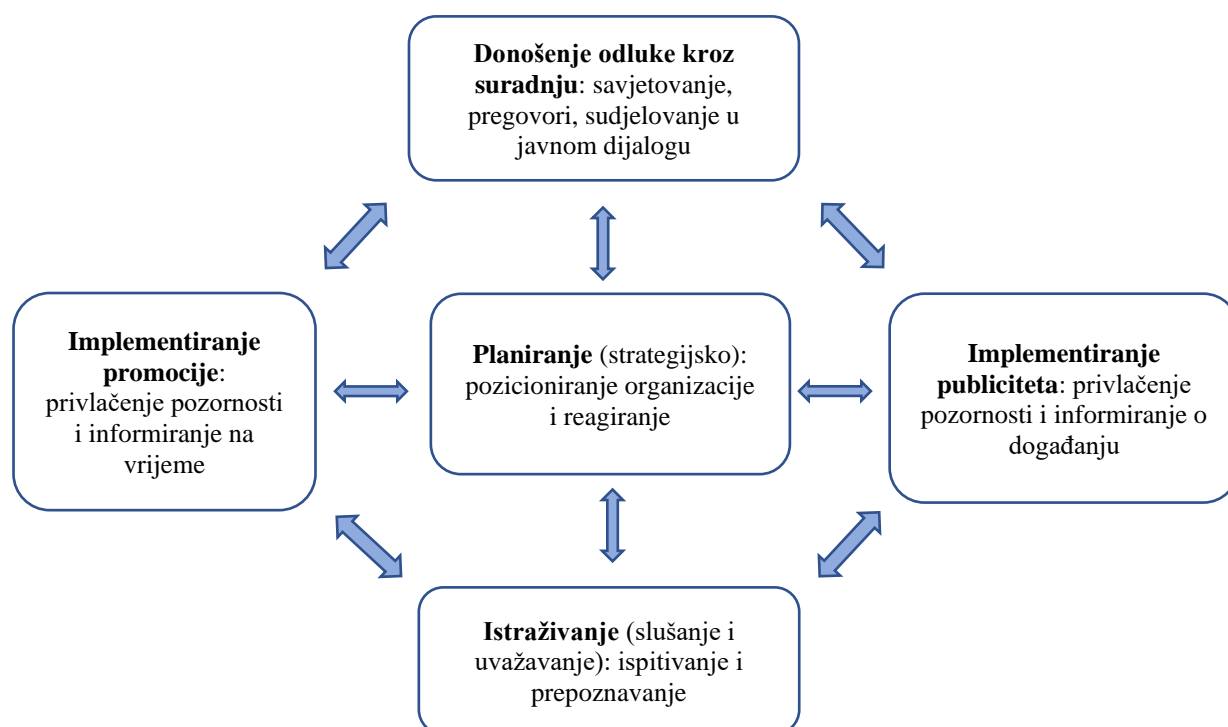 Donošenje odluke kroz
suradnju: savjetovanje,
pregovori, sudjelovanje u
javnom dijalogu
Implementiranje
promocije:
privlačenje pozornosti
i informiranje na
vrijeme
Planiranje (strategijsko):
pozicioniranje organizacije
i reagiranje
Implementiranje
publiciteta: privlačenje
pozornosti i informiranje o
događanju
Istraživanje (slušanje i
uvažavanje): ispitivanje i
prepoznavanje